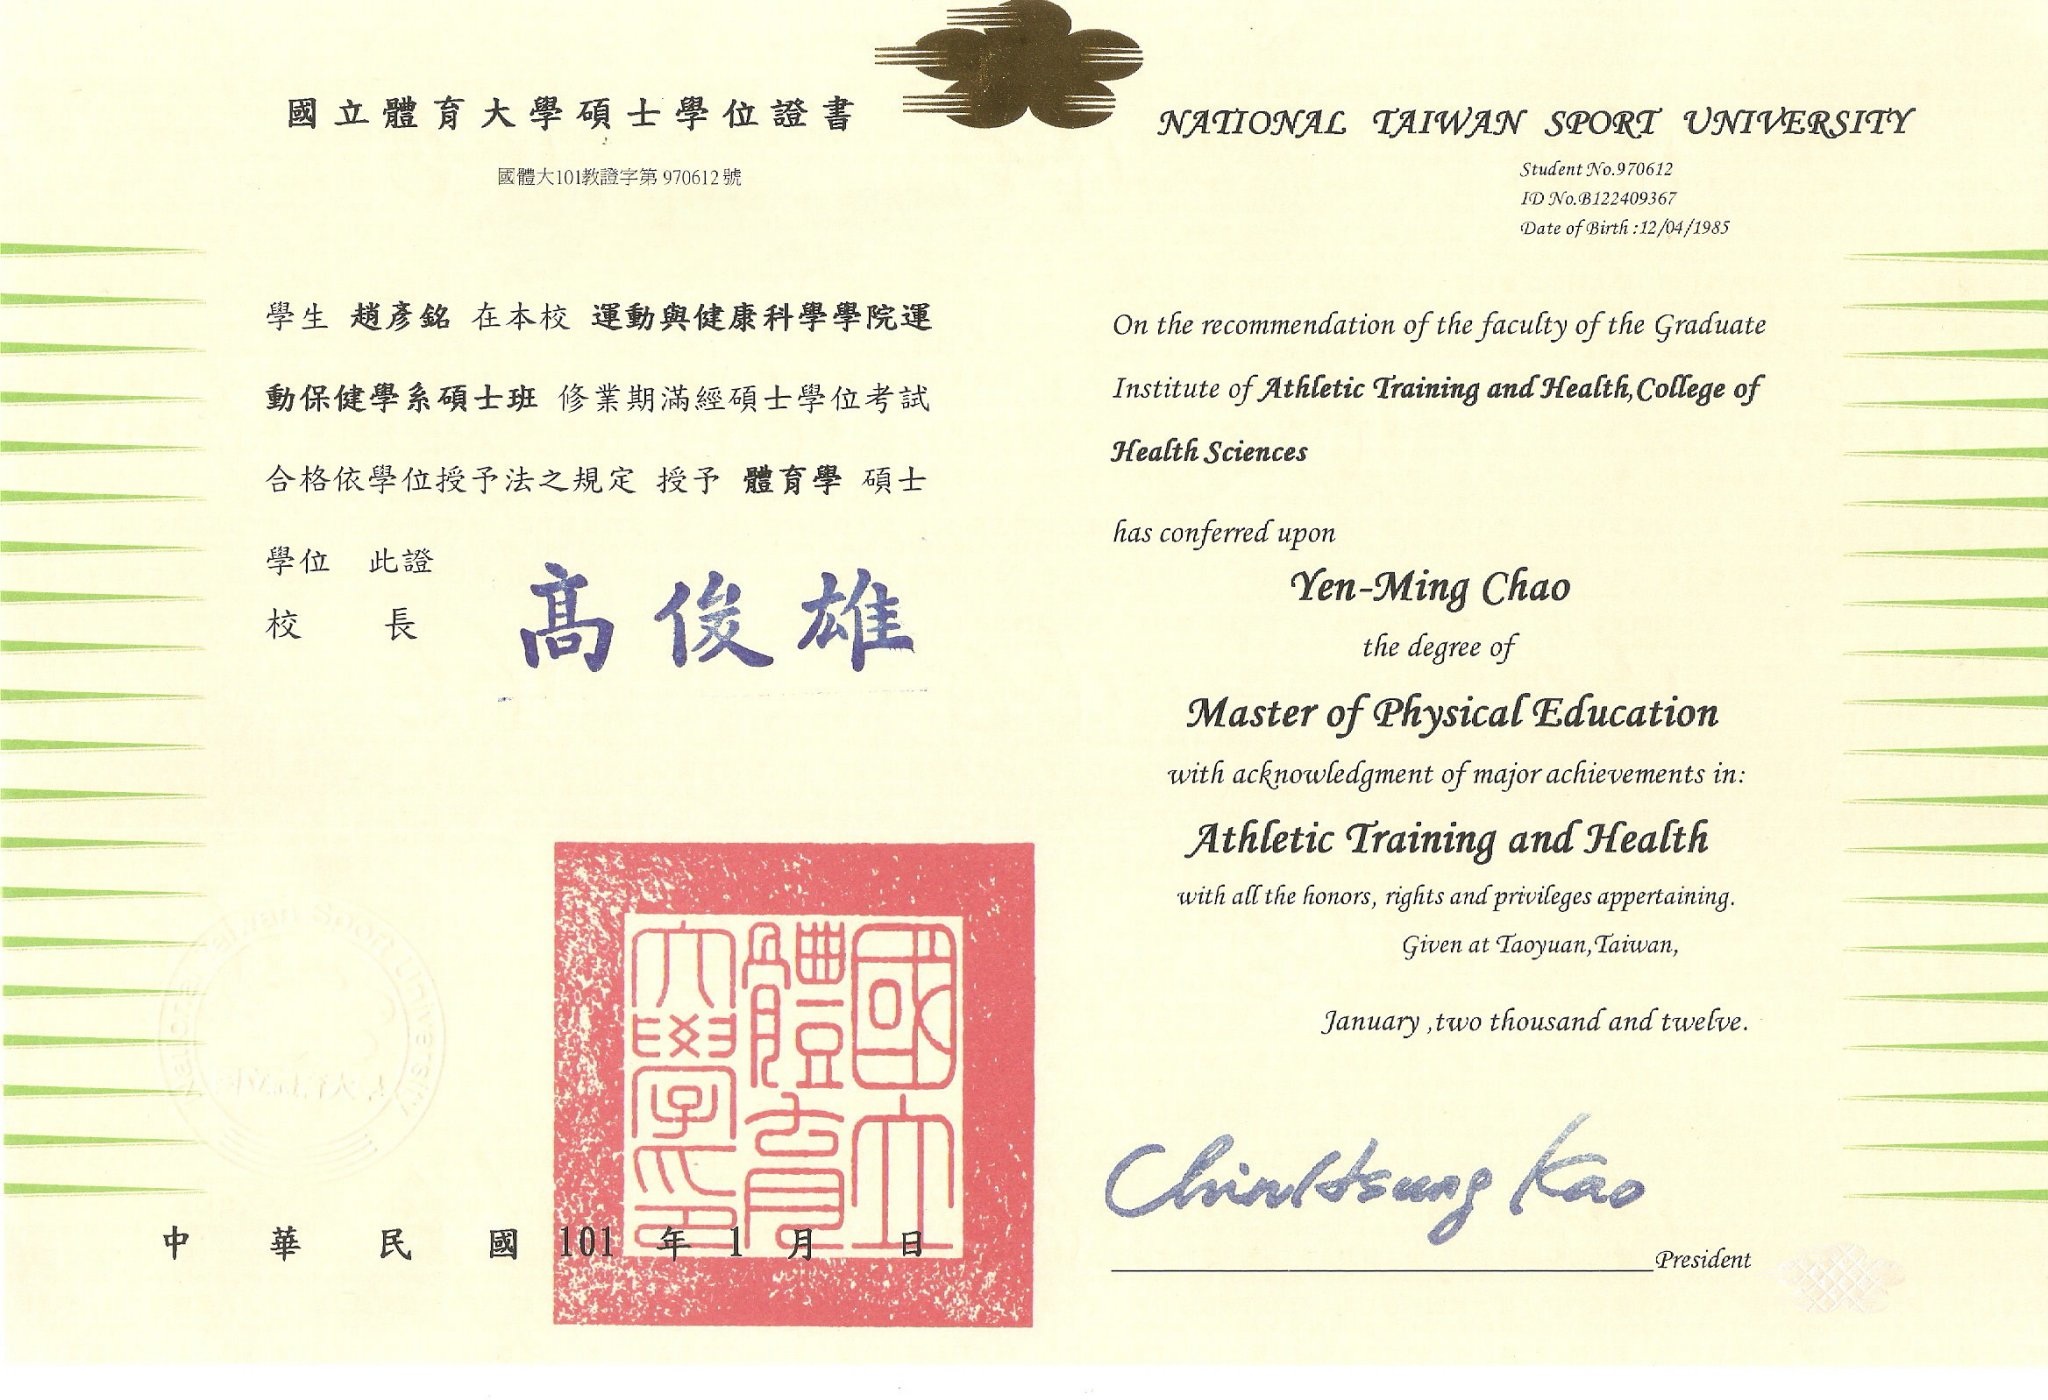 國立體育大學碩士學位證書
國體大101教證字第 970612 號
學生 趙彥銘 在本校 運動與健康科學學院運
動保健學系碩士班 修業期滿經碩士學位考試
合格依學位授予法之規定 授予 體育學 碩士
學位 此證
校 長 高俊雄
國立體育大學印
中 華 民 國 101 年 1 月 日
NATIONAL TAIWAN SPORT UNIVERSITY
Student No.970612
ID No.B122409367
Date of Birth :12/04/1985
On the recommendation of the faculty of the Graduate
Institute of Athletic Training and Health,College of
Health Sciences
has conferred upon
Yen-Ming Chao
the degree of
Master of Physical Education
with acknowledgment of major achievements in:
Athletic Training and Health
with all the honors, rights and privileges appertaining.
Given at Taoyuan,Taiwan,
January ,two thousand and twelve.
Chin Hsung Kao
President
National Taiwan Sport University